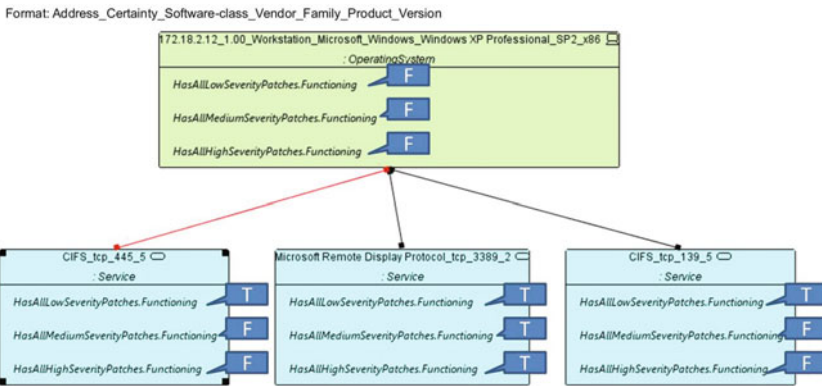 Format: Address_Certainty_Software-class_Vendor_Family_Product_Version
172.18.2.12_1.00_Workstation_Microsoft_Windows_Windows XP Professional_SP2_x86
: OperatingSystem
HasAllLowSeverityPatches.Functioning F
HasAllMediumSeverityPatches.Functioning F
HasAllHighSeverityPatches.Functioning F
CIFS_tcp_445_5
: Service
HasAllLowSeverityPatches.Functioning T
HasAllMediumSeverityPatches.Functioning F
HasAllHighSeverityPatches.Functioning F
Microsoft Remote Display Protocol_tcp_3389_2
: Service
HasAllLowSeverityPatches.Functioning T
HasAllMediumSeverityPatches.Functioning T
HasAllHighSeverityPatches.Functioning T
CIFS_tcp_139_5
: Service
HasAllLowSeverityPatches.Functioning T
HasAllMediumSeverityPatches.Functioning F
HasAllHighSeverityPatches.Functioning F